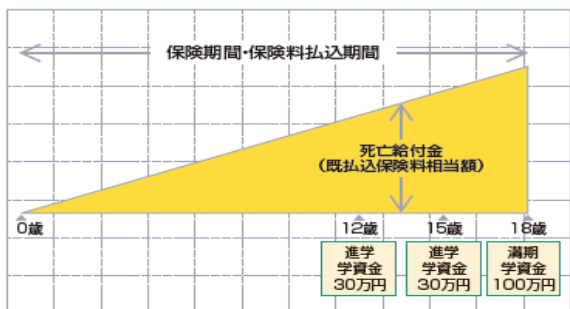 保険期間・保険料払込期間
死亡給付金
(既払込保険料相当額)
0歳
12歳
15歳
18歳
進学
学資金
30万円
進学
学資金
30万円
満期
学資金
100万円